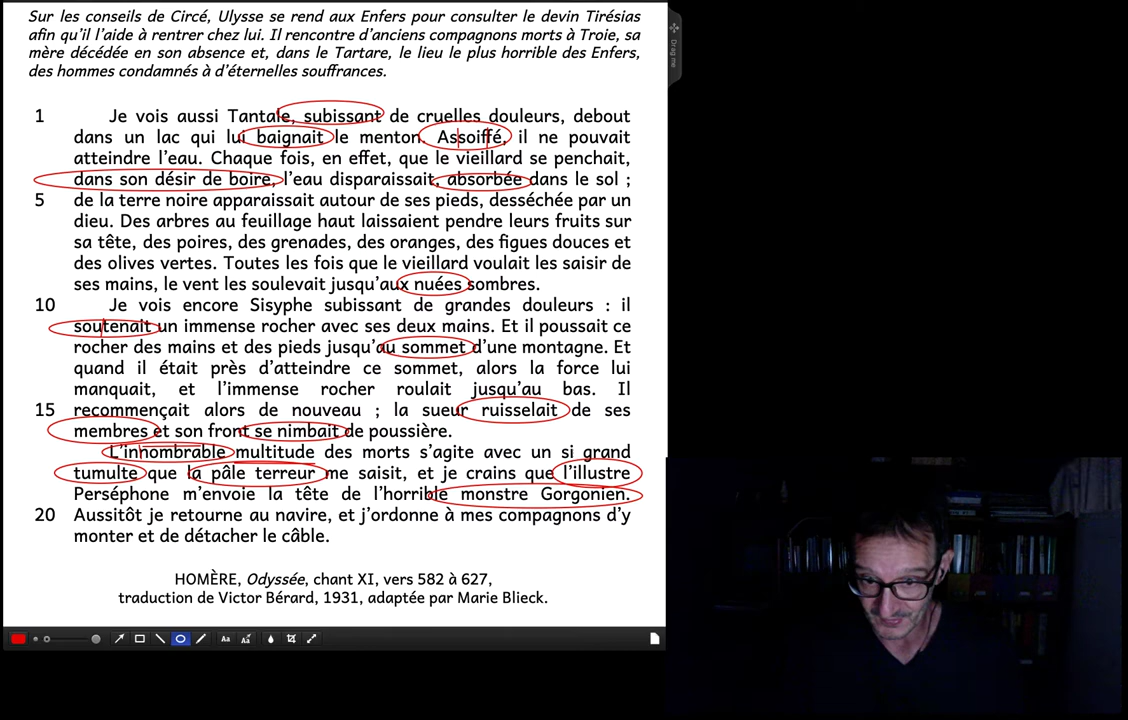 Sur les conseils de Circé, Ulysse se rend aux Enfers pour consulter le devin Tirésias
afin qu'il l'aide à rentrer chez lui. Il rencontre d'anciens compagnons morts à Troie, sa
mère décédée en son absence et, dans le Tartare, le lieu le plus horrible des Enfers,
des hommes condamnés à d'éternelles souffrances.
1 Je vois aussi Tantale, subissant de cruelles douleurs, debout
dans un lac qui lui baignait le menton. Assoiffé, il ne pouvait
atteindre l'eau. Chaque fois, en effet, que le vieillard se penchait,
dans son désir de boire, l'eau disparaissait, absorbée dans le sol ;
5 de la terre noire apparaissait autour de ses pieds, desséchée par un
dieu. Des arbres au feuillage haut laissaient pendre leurs fruits sur
sa tête, des poires, des grenades, des oranges, des figues douces et
des olives vertes. Toutes les fois que le vieillard voulait les saisir de
ses mains, le vent les soulevait jusqu'aux nuées sombres.
10 Je vois encore Sisyphe subissant de grandes douleurs : il
soutenait un immense rocher avec ses deux mains. Et il poussait ce
rocher des mains et des pieds jusqu'au sommet d'une montagne. Et
quand il était près d'atteindre ce sommet, alors la force lui
manquait, et l'immense rocher roulait jusqu'au bas. Il
15 recommençait alors de nouveau ; la sueur ruisselait de ses
membres et son front se nimbait de poussière.
L'innombrable multitude des morts s'agite avec un si grand
tumulte que la pâle terreur me saisit, et je crains que l'illustre
Perséphone m'envoie la tête de l'horrible monstre Gorgonien.
20 Aussitôt je retourne au navire, et j'ordonne à mes compagnons d'y
monter et de détacher le câble.
HOMÈRE, Odyssée, chant XI, vers 582 à 627,
traduction de Victor Bérard, 1931, adaptée par Marie Blieck.
Aa Aa
Drag me